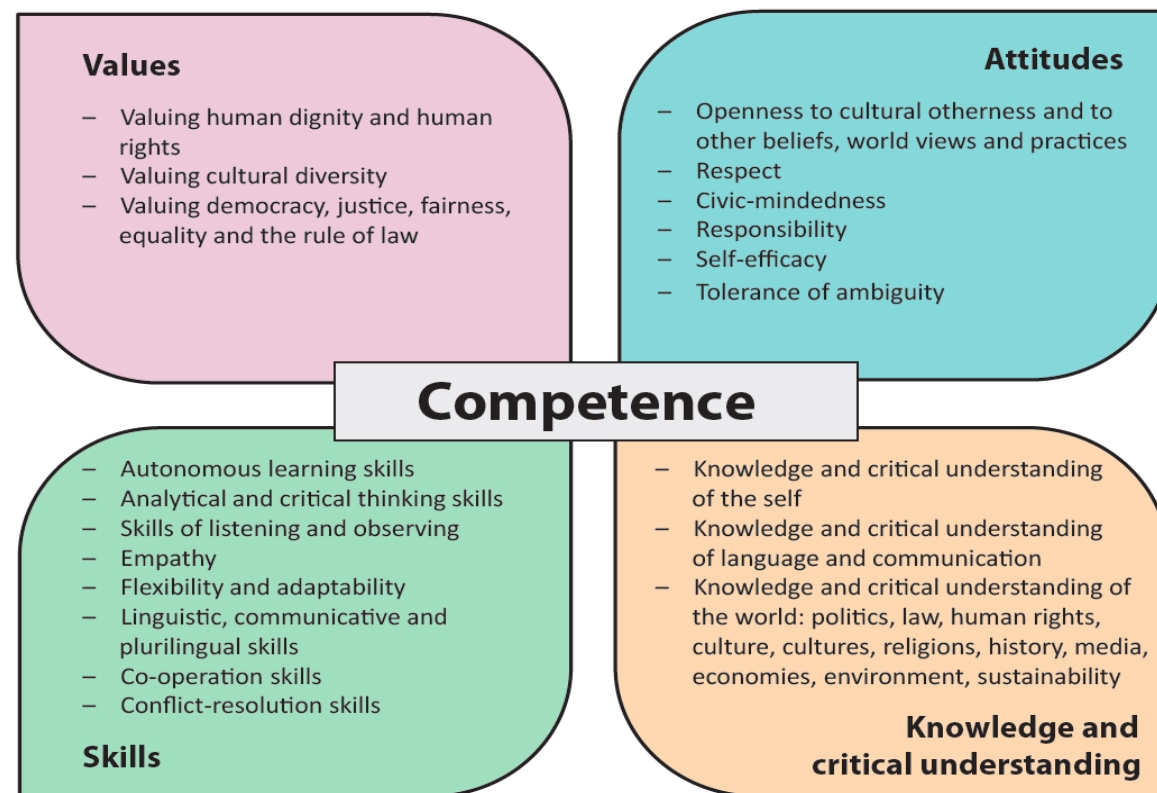 Values
– Valuing human dignity and human
rights
– Valuing cultural diversity
– Valuing democracy, justice, fairness,
equality and the rule of law
Attitudes
– Openness to cultural otherness and to
other beliefs, world views and practices
– Respect
– Civic-mindedness
– Responsibility
– Self-efficacy
– Tolerance of ambiguity
Competence
– Autonomous learning skills
– Analytical and critical thinking skills
– Skills of listening and observing
– Empathy
– Flexibility and adaptability
– Linguistic, communicative and
plurilingual skills
– Co-operation skills
– Conflict-resolution skills
Skills
– Knowledge and critical understanding
of the self
– Knowledge and critical understanding
of language and communication
– Knowledge and critical understanding of
the world: politics, law, human rights,
culture, cultures, religions, history, media,
economies, environment, sustainability
Knowledge and
critical understanding